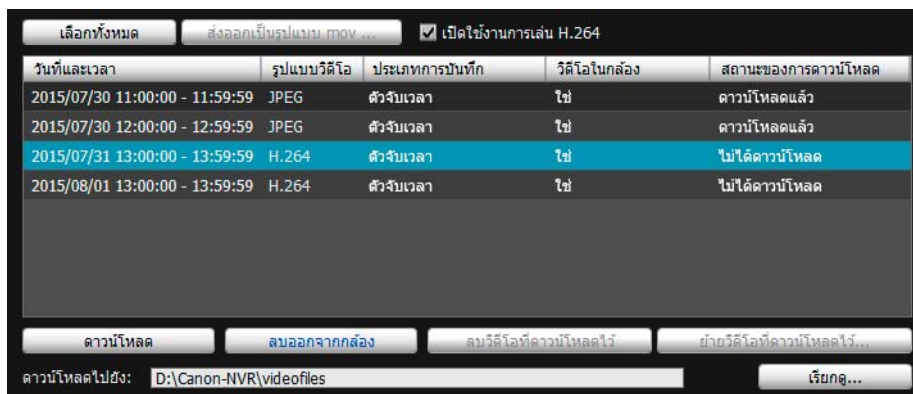 เลือกทั้งหมด ส่งออกเป็นรูปแบบ mov ... เปิดใช้งานการเล่น H.264
วันที่และเวลา รูปแบบวิดีโอ ประเภทการบันทึก วิดีโอในกล้อง สถานะของการดาวน์โหลด
2015/07/30 11:00:00 - 11:59:59 JPEG ตัวจับเวลา ใช่ ดาวน์โหลดแล้ว
2015/07/30 12:00:00 - 12:59:59 JPEG ตัวจับเวลา ใช่ ดาวน์โหลดแล้ว
2015/07/31 13:00:00 - 13:59:59 H.264 ตัวจับเวลา ใช่ ไม่ได้ดาวน์โหลด
2015/08/01 13:00:00 - 13:59:59 H.264 ตัวจับเวลา ใช่ ไม่ได้ดาวน์โหลด
ดาวน์โหลด ลบออกจากกล้อง ลบวิดีโอที่ดาวน์โหลดไว้ ย้ายวิดีโอที่ดาวน์โหลดไว้...
ดาวน์โหลดไปยัง: D:\Canon-NVR\videofiles เรียกดู...